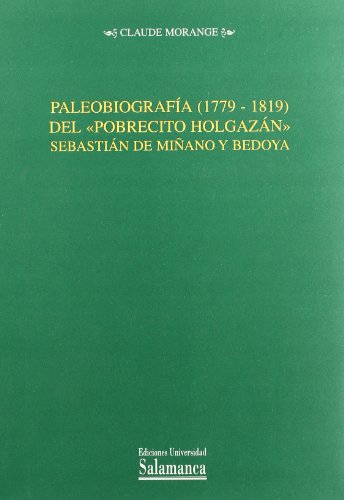 CLAUDE MORANGE
PALEOBIOGRAFÍA (1779 - 1819)
DEL «POBRECITO HOLGAZÁN»
SEBASTIÁN DE MIÑANO Y BEDOYA
Ediciones Universidad
Salamanca